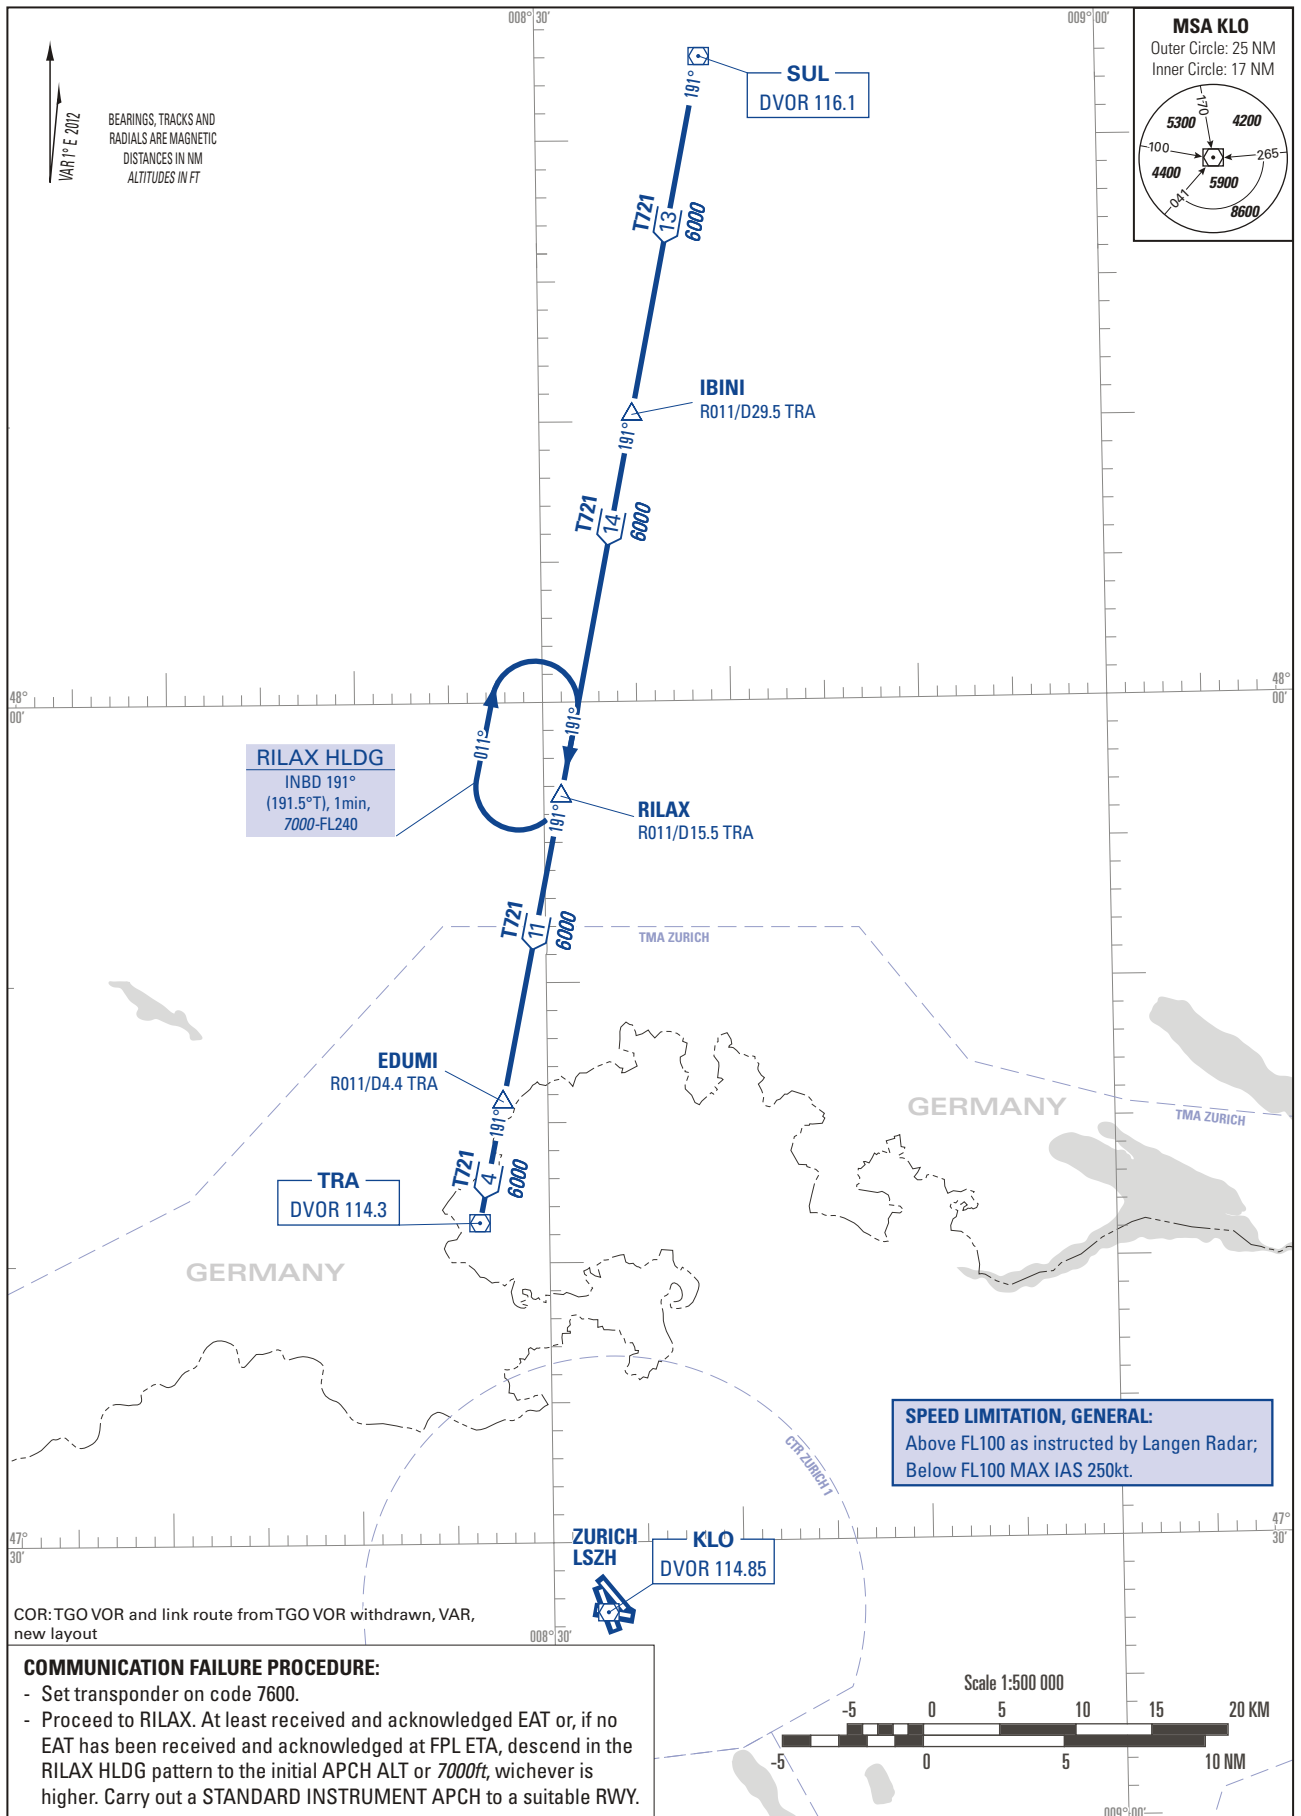 008° 30'
009° 00'
MSA KLO
Outer Circle: 25 NM
Inner Circle: 17 NM
170
5300
4200
100
265
4400
5900
041
8600
VAR 1° E 2012
BEARINGS, TRACKS AND
RADIALS ARE MAGNETIC
DISTANCES IN NM
ALTITUDES IN FT
SUL
DVOR 116.1
191°
T721
13
6000
IBINI
R011/D29.5 TRA
191°
T721
14
6000
48°
00'
48°
00'
191°
011°
RILAX HLDG
INBD 191°
(191.5°T), 1min,
7000-FL240
RILAX
R011/D15.5 TRA
191°
T721
11
6000
TMA ZURICH
EDUMI
R011/D4.4 TRA
191°
GERMANY
TMA ZURICH
T721
4
6000
TRA
DVOR 114.3
GERMANY
SPEED LIMITATION, GENERAL:
Above FL100 as instructed by Langen Radar;
Below FL100 MAX IAS 250kt.
CTR ZURICH 1
47°
30'
47°
30'
ZURICH
LSZH
KLO
DVOR 114.85
COR: TGO VOR and link route from TGO VOR withdrawn, VAR,
new layout
008° 30'
COMMUNICATION FAILURE PROCEDURE:
- Set transponder on code 7600.
- Proceed to RILAX. At least received and acknowledged EAT or, if no
EAT has been received and acknowledged at FPL ETA, descend in the
RILAX HLDG pattern to the initial APCH ALT or 7000ft, wichever is
higher. Carry out a STANDARD INSTRUMENT APCH to a suitable RWY.
Scale 1:500 000
-5 0 5 10 15 20 KM
-5 0 5 10 NM
009° 00'